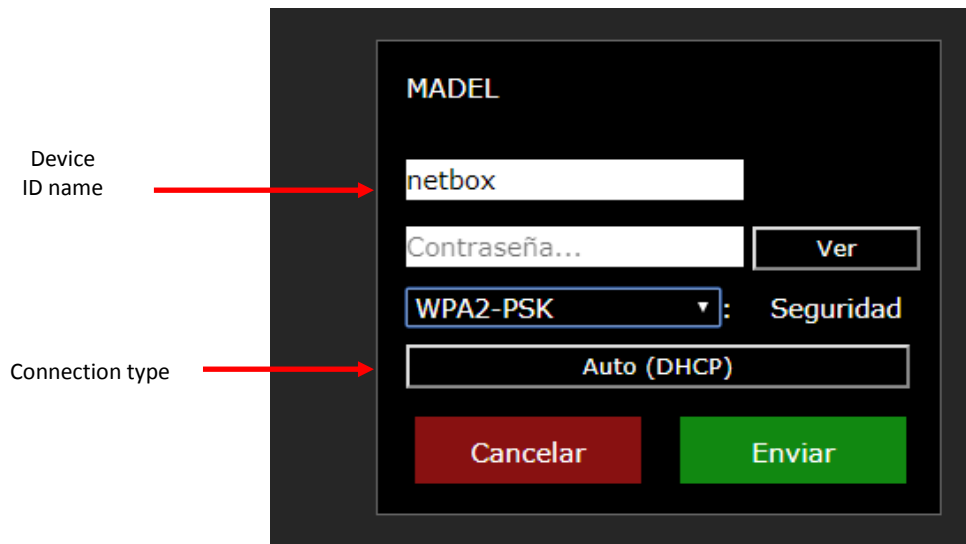 MADEL
Device
ID name
netbox
Contraseña...
Ver
WPA2-PSK
: Seguridad
Connection type
Auto (DHCP)
Cancelar
Enviar